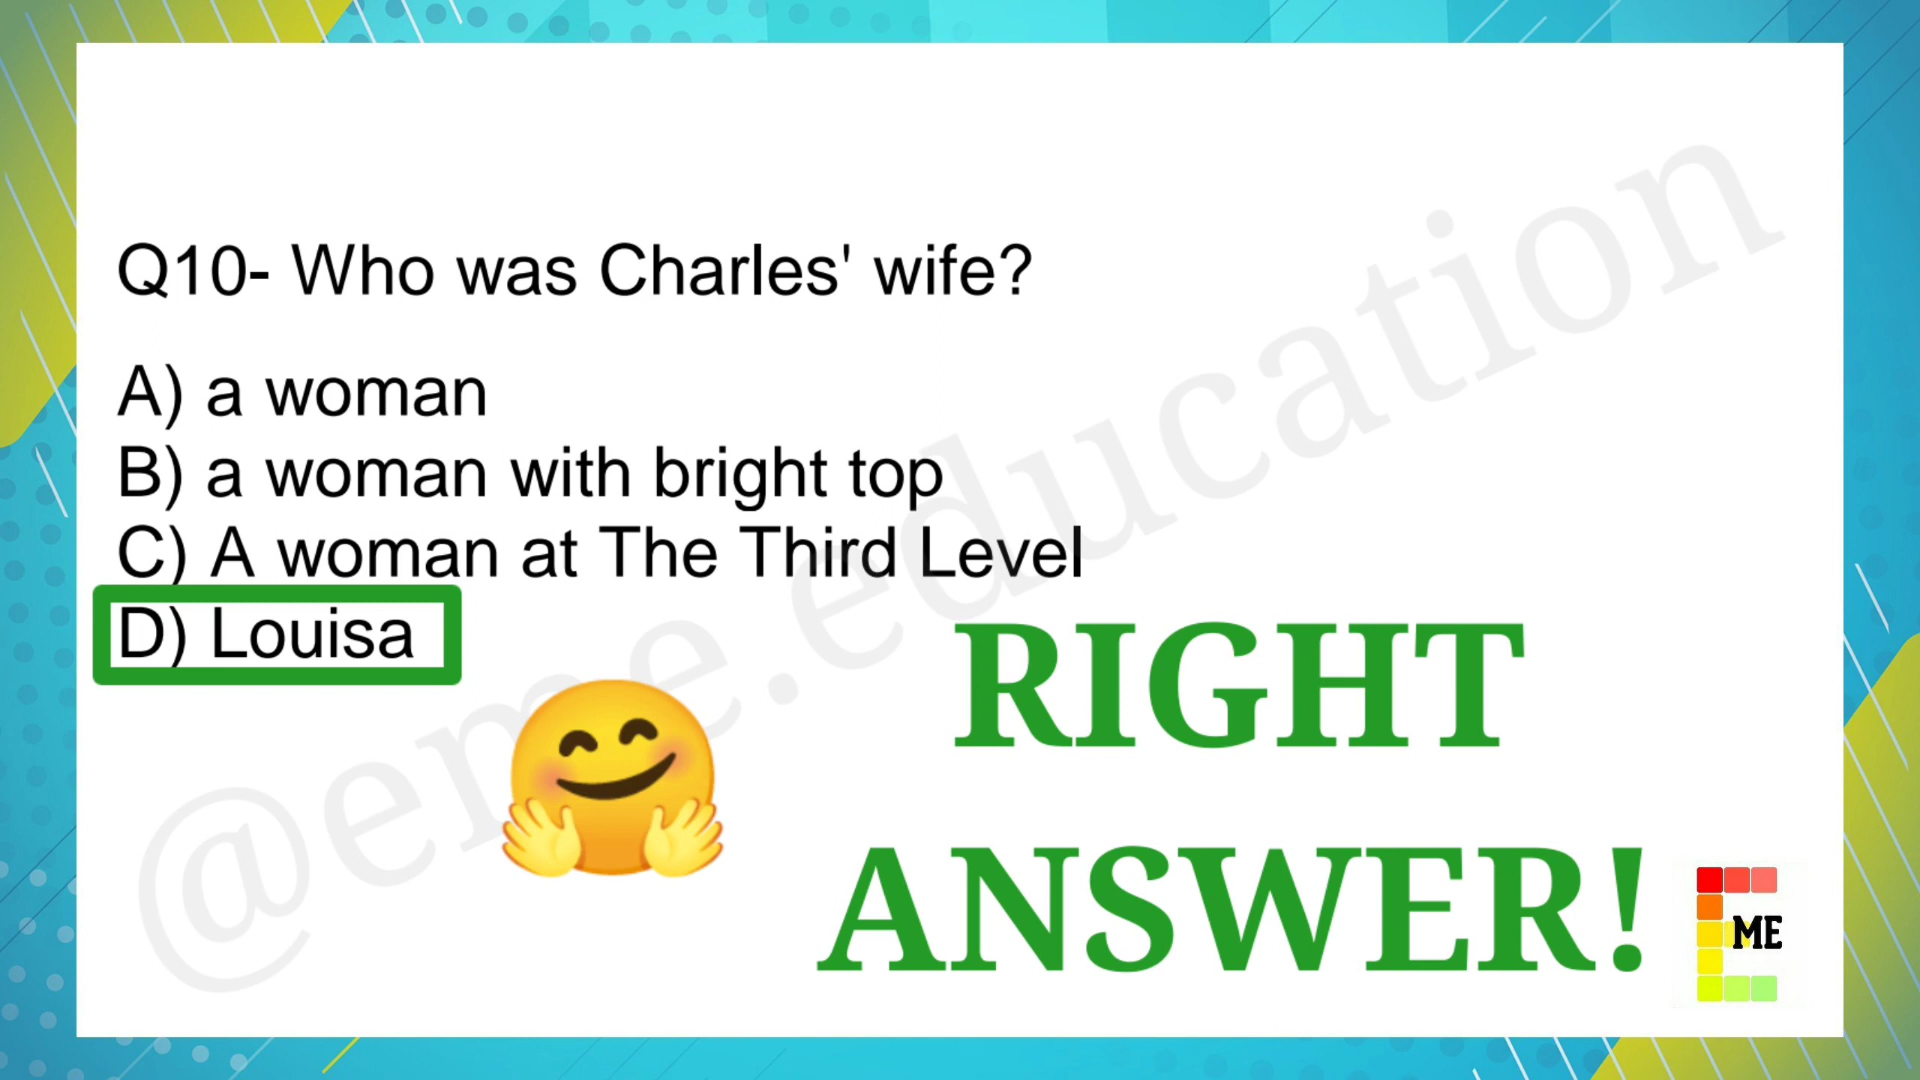 Q10- Who was Charles' wife?
A) a woman
B) a woman with bright top
C) A woman at The Third Level
D) Louisa
RIGHT
ANSWER!
@eme.education
ME